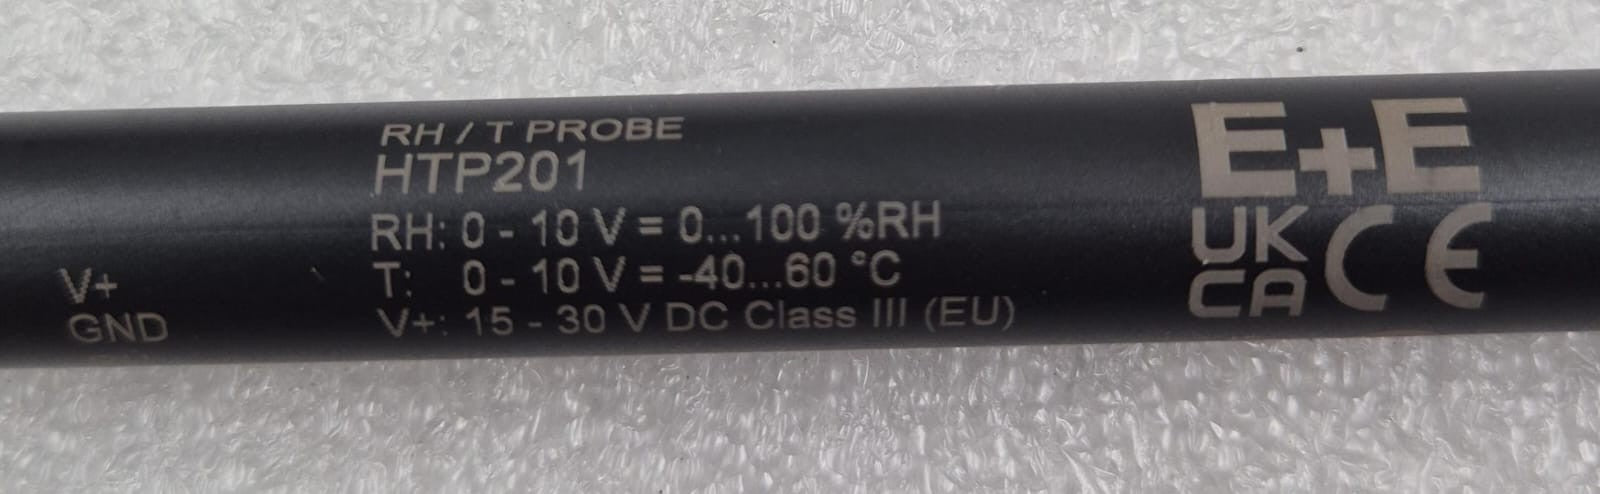 V+
GND
RH / T PROBE
HTP201
RH: 0 - 10 V = 0...100 %RH
T: 0 - 10 V = -40...60 °C
V+: 15 - 30 V DC Class III (EU)
E+E
UK
CA CE